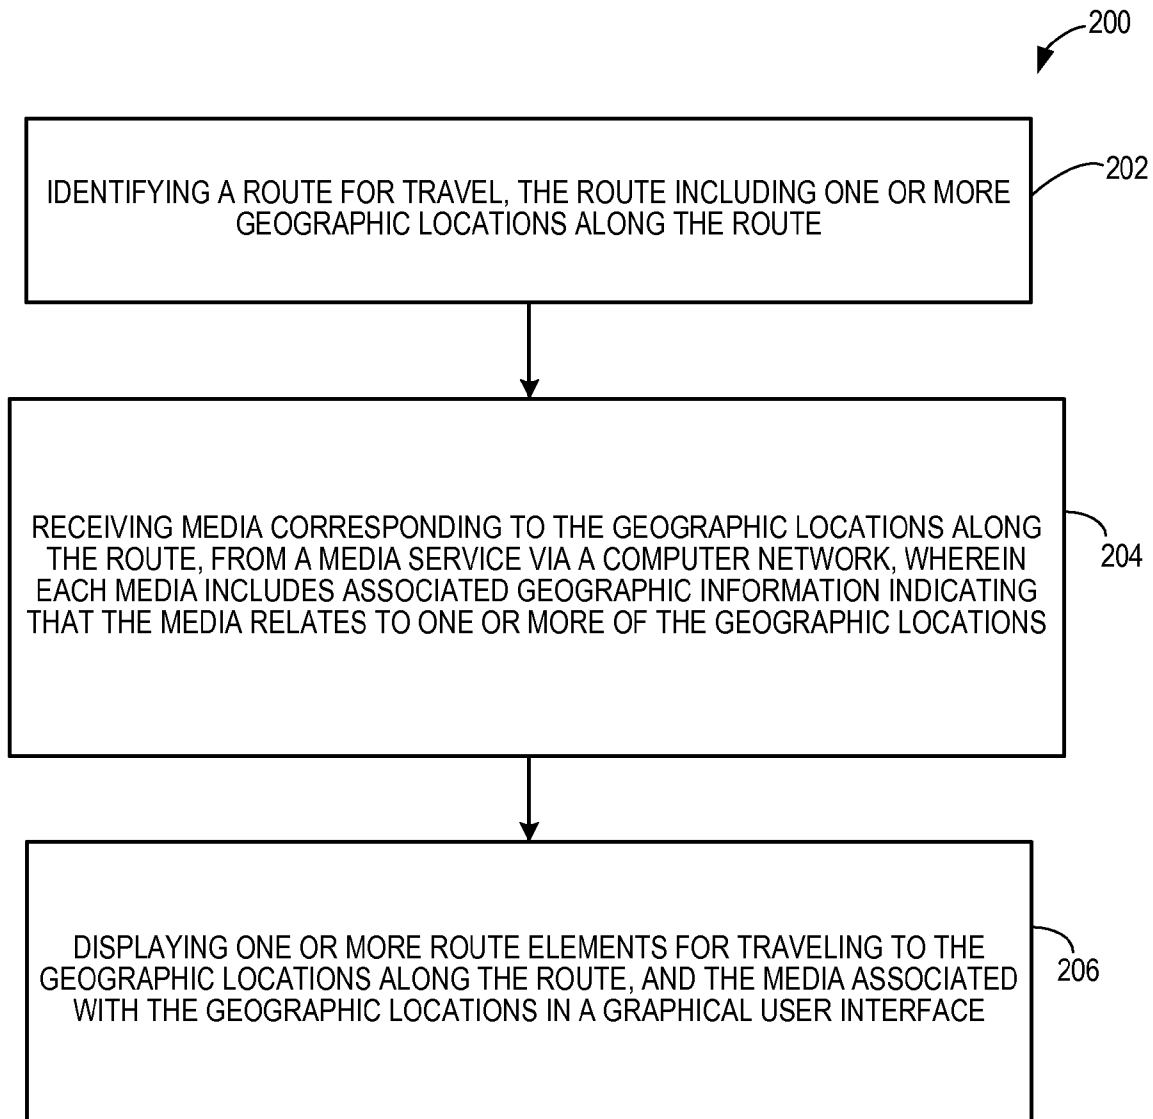 200
IDENTIFYING A ROUTE FOR TRAVEL, THE ROUTE INCLUDING ONE OR MORE
GEOGRAPHIC LOCATIONS ALONG THE ROUTE
202
RECEIVING MEDIA CORRESPONDING TO THE GEOGRAPHIC LOCATIONS ALONG
THE ROUTE, FROM A MEDIA SERVICE VIA A COMPUTER NETWORK, WHEREIN
EACH MEDIA INCLUDES ASSOCIATED GEOGRAPHIC INFORMATION INDICATING
THAT THE MEDIA RELATES TO ONE OR MORE OF THE GEOGRAPHIC LOCATIONS
204
DISPLAYING ONE OR MORE ROUTE ELEMENTS FOR TRAVELING TO THE
GEOGRAPHIC LOCATIONS ALONG THE ROUTE, AND THE MEDIA ASSOCIATED
WITH THE GEOGRAPHIC LOCATIONS IN A GRAPHICAL USER INTERFACE
206